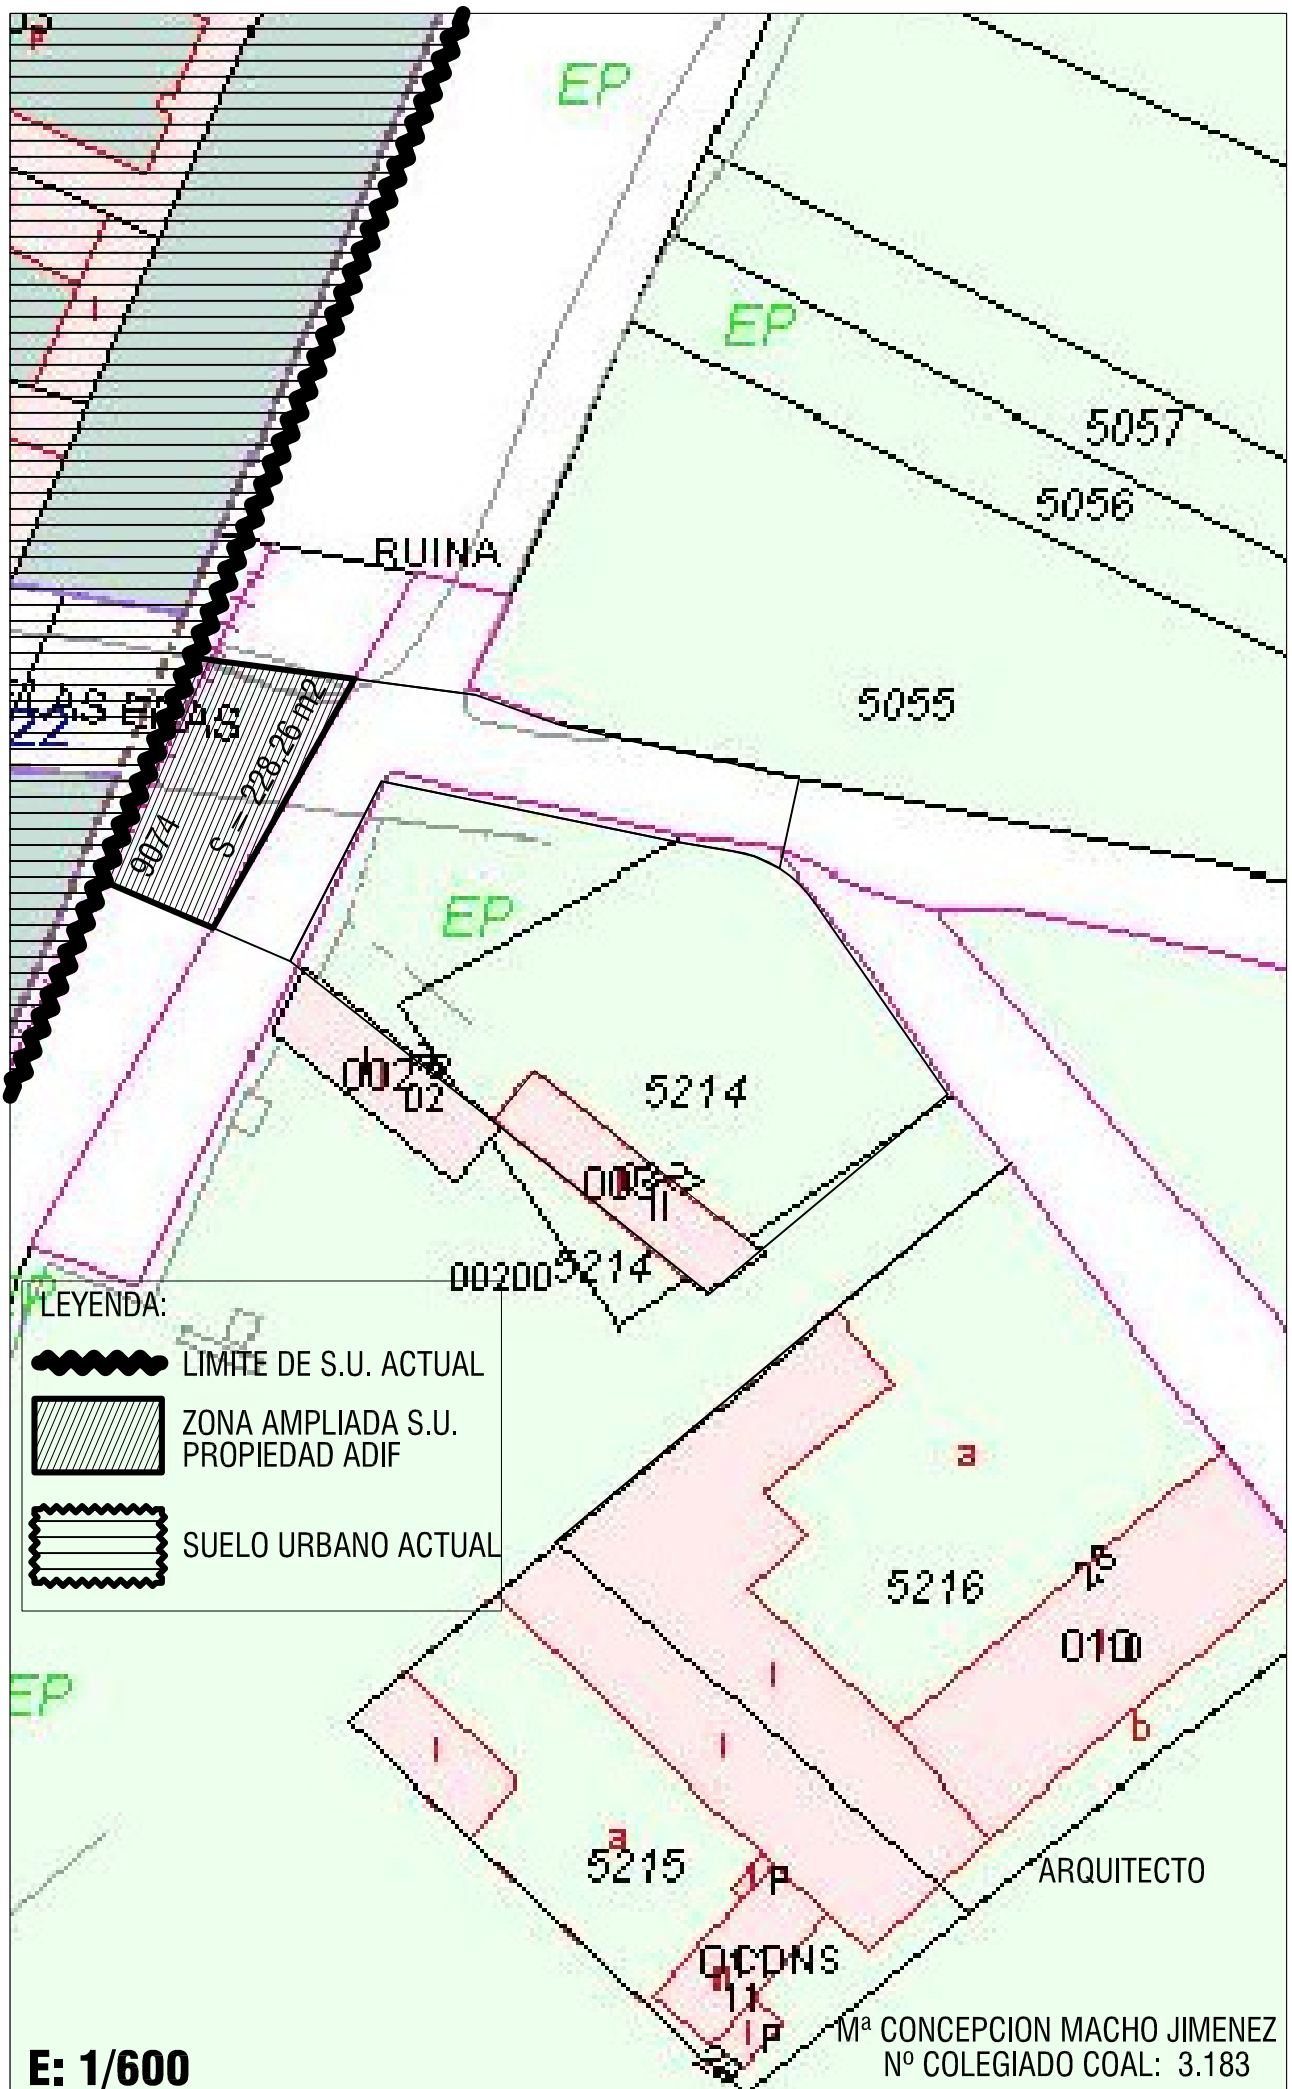 EP
EP
5057
5056
RUINA
5055
22
S = 228,26 m2
9074
EP
5214
02
5214
00200
LEYENDA:
LIMITE DE S.U. ACTUAL
ZONA AMPLIADA S.U.
PROPIEDAD ADIF
SUELO URBANO ACTUAL
a
5216
I
EP
I
I
b
a
5215
P
ARQUITECTO
P
Mª CONCEPCION MACHO JIMENEZ
Nº COLEGIADO COAL: 3.183
E: 1/600